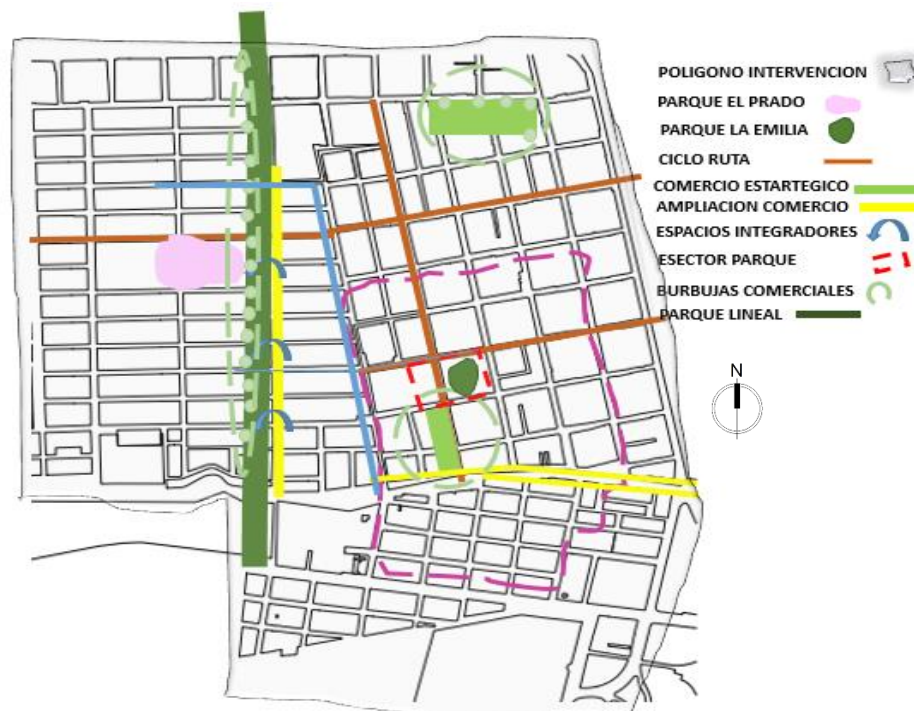 POLIGONO INTERVENCION
PARQUE EL PRADO
PARQUE LA EMILIA
CICLO RUTA
COMERCIO ESTARTEGICO
AMPLIACION COMERCIO
ESPACIOS INTEGRADORES
ESECTOR PARQUE
BURBUJAS COMERCIALES
PARQUE LINEAL
N